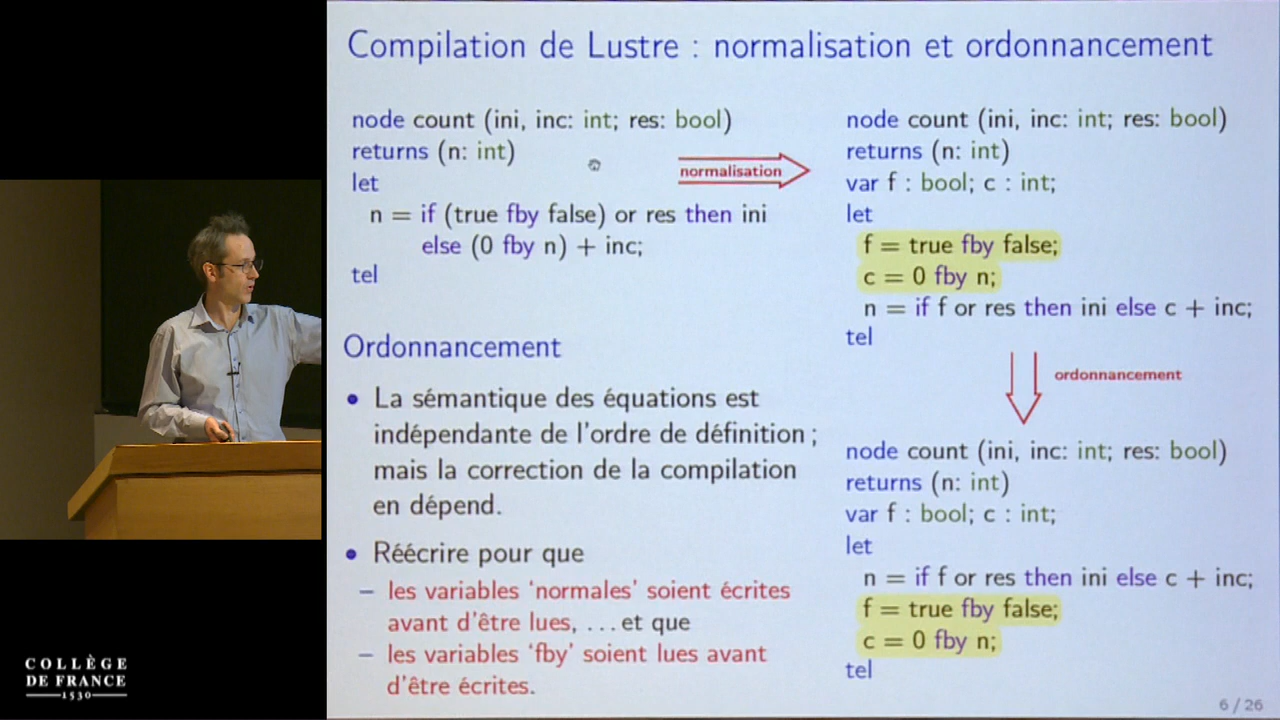 Compilation de Lustre : normalisation et ordonnancement
node count (ini, inc: int; res: bool)
returns (n: int)
let
n = if (true fby false) or res then ini
else (0 fby n) + inc;
tel
normalisation
node count (ini, inc: int; res: bool)
returns (n: int)
var f : bool; c : int;
let
f = true fby false;
c = 0 fby n;
n = if f or res then ini else c + inc;
tel
Ordonnancement
• La sémantique des équations est
indépendante de l'ordre de définition ;
mais la correction de la compilation
en dépend.
• Réécrire pour que
– les variables ‘normales’ soient écrites
avant d'être lues, ...et que
– les variables ‘fby’ soient lues avant
d'être écrites.
ordonnancement
node count (ini, inc: int; res: bool)
returns (n: int)
var f : bool; c : int;
let
n = if f or res then ini else c + inc;
f = true fby false;
c = 0 fby n;
tel
6 / 26
COLLÈGE
DE FRANCE
1530